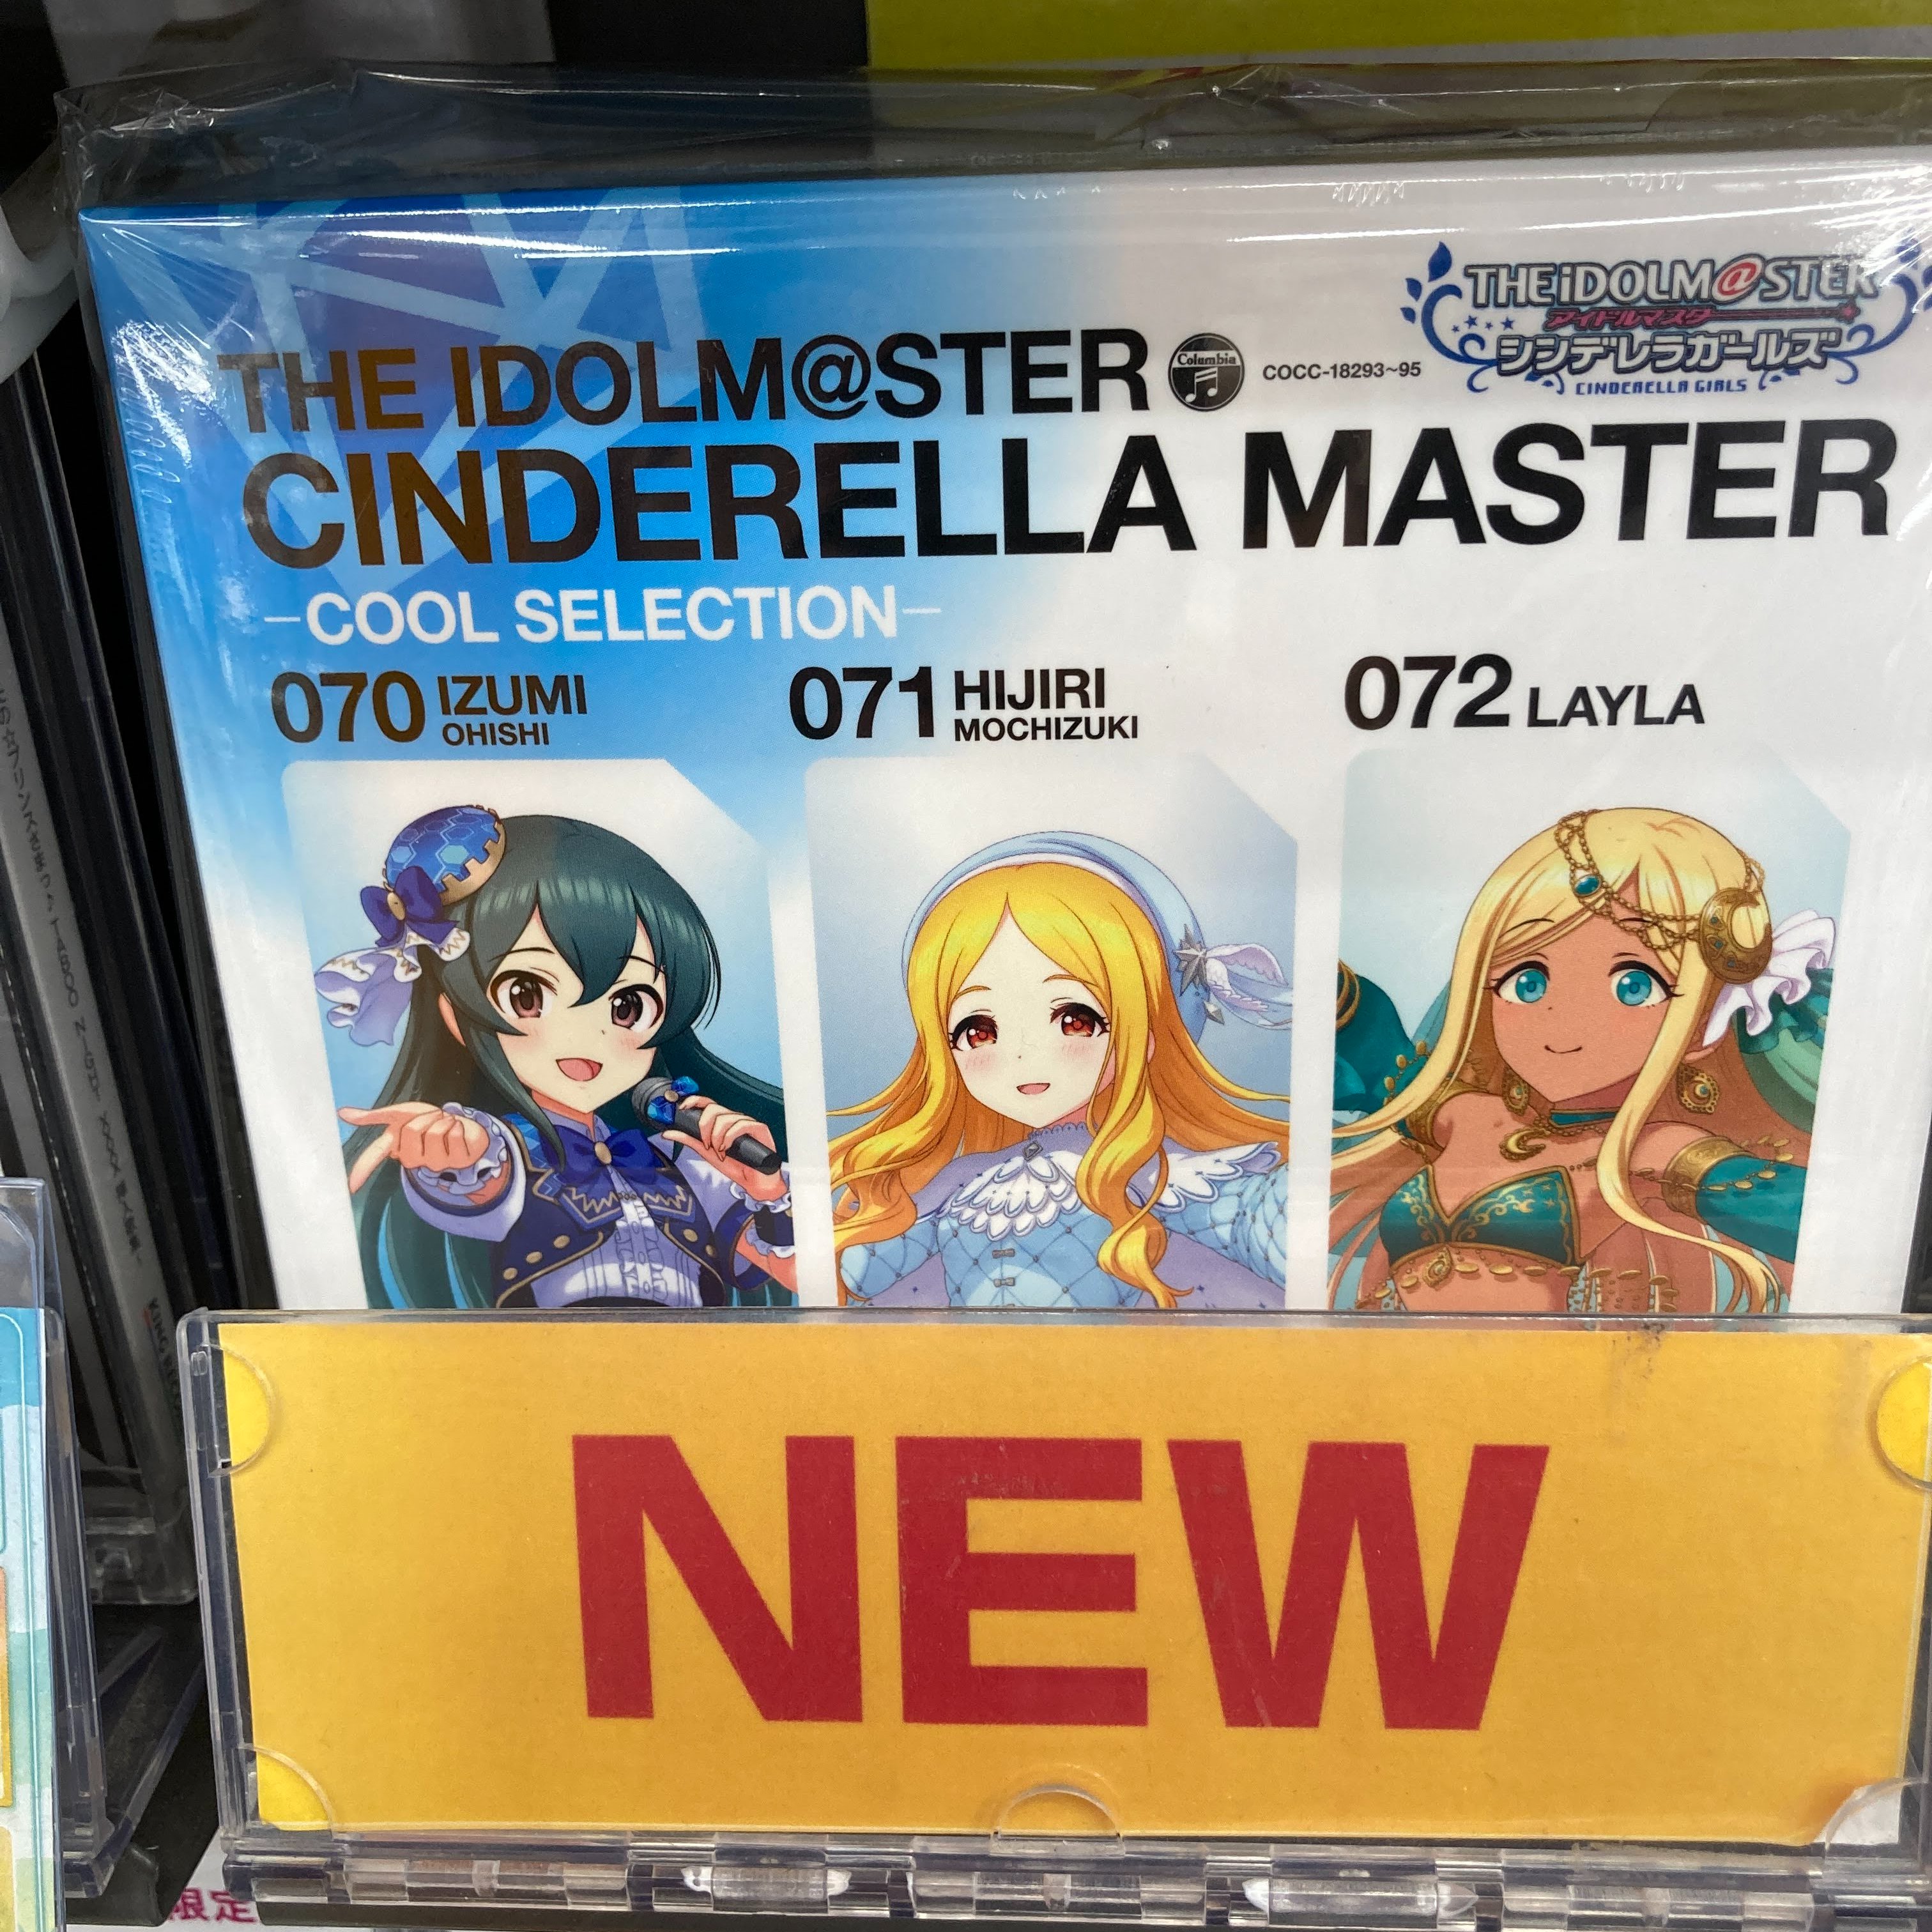 THE IDOLM@STER
Columbia
COCC-18293~95
THE iDOLM@STER
アイドルマスター
シンデレラガールズ
CINDERELLA GIRLS
CINDERELLA MASTER
−COOL SELECTION−
070 IZUMI
OHISHI
071 HIJIRI
MOCHIZUKI
072 LAYLA
NEW
限定